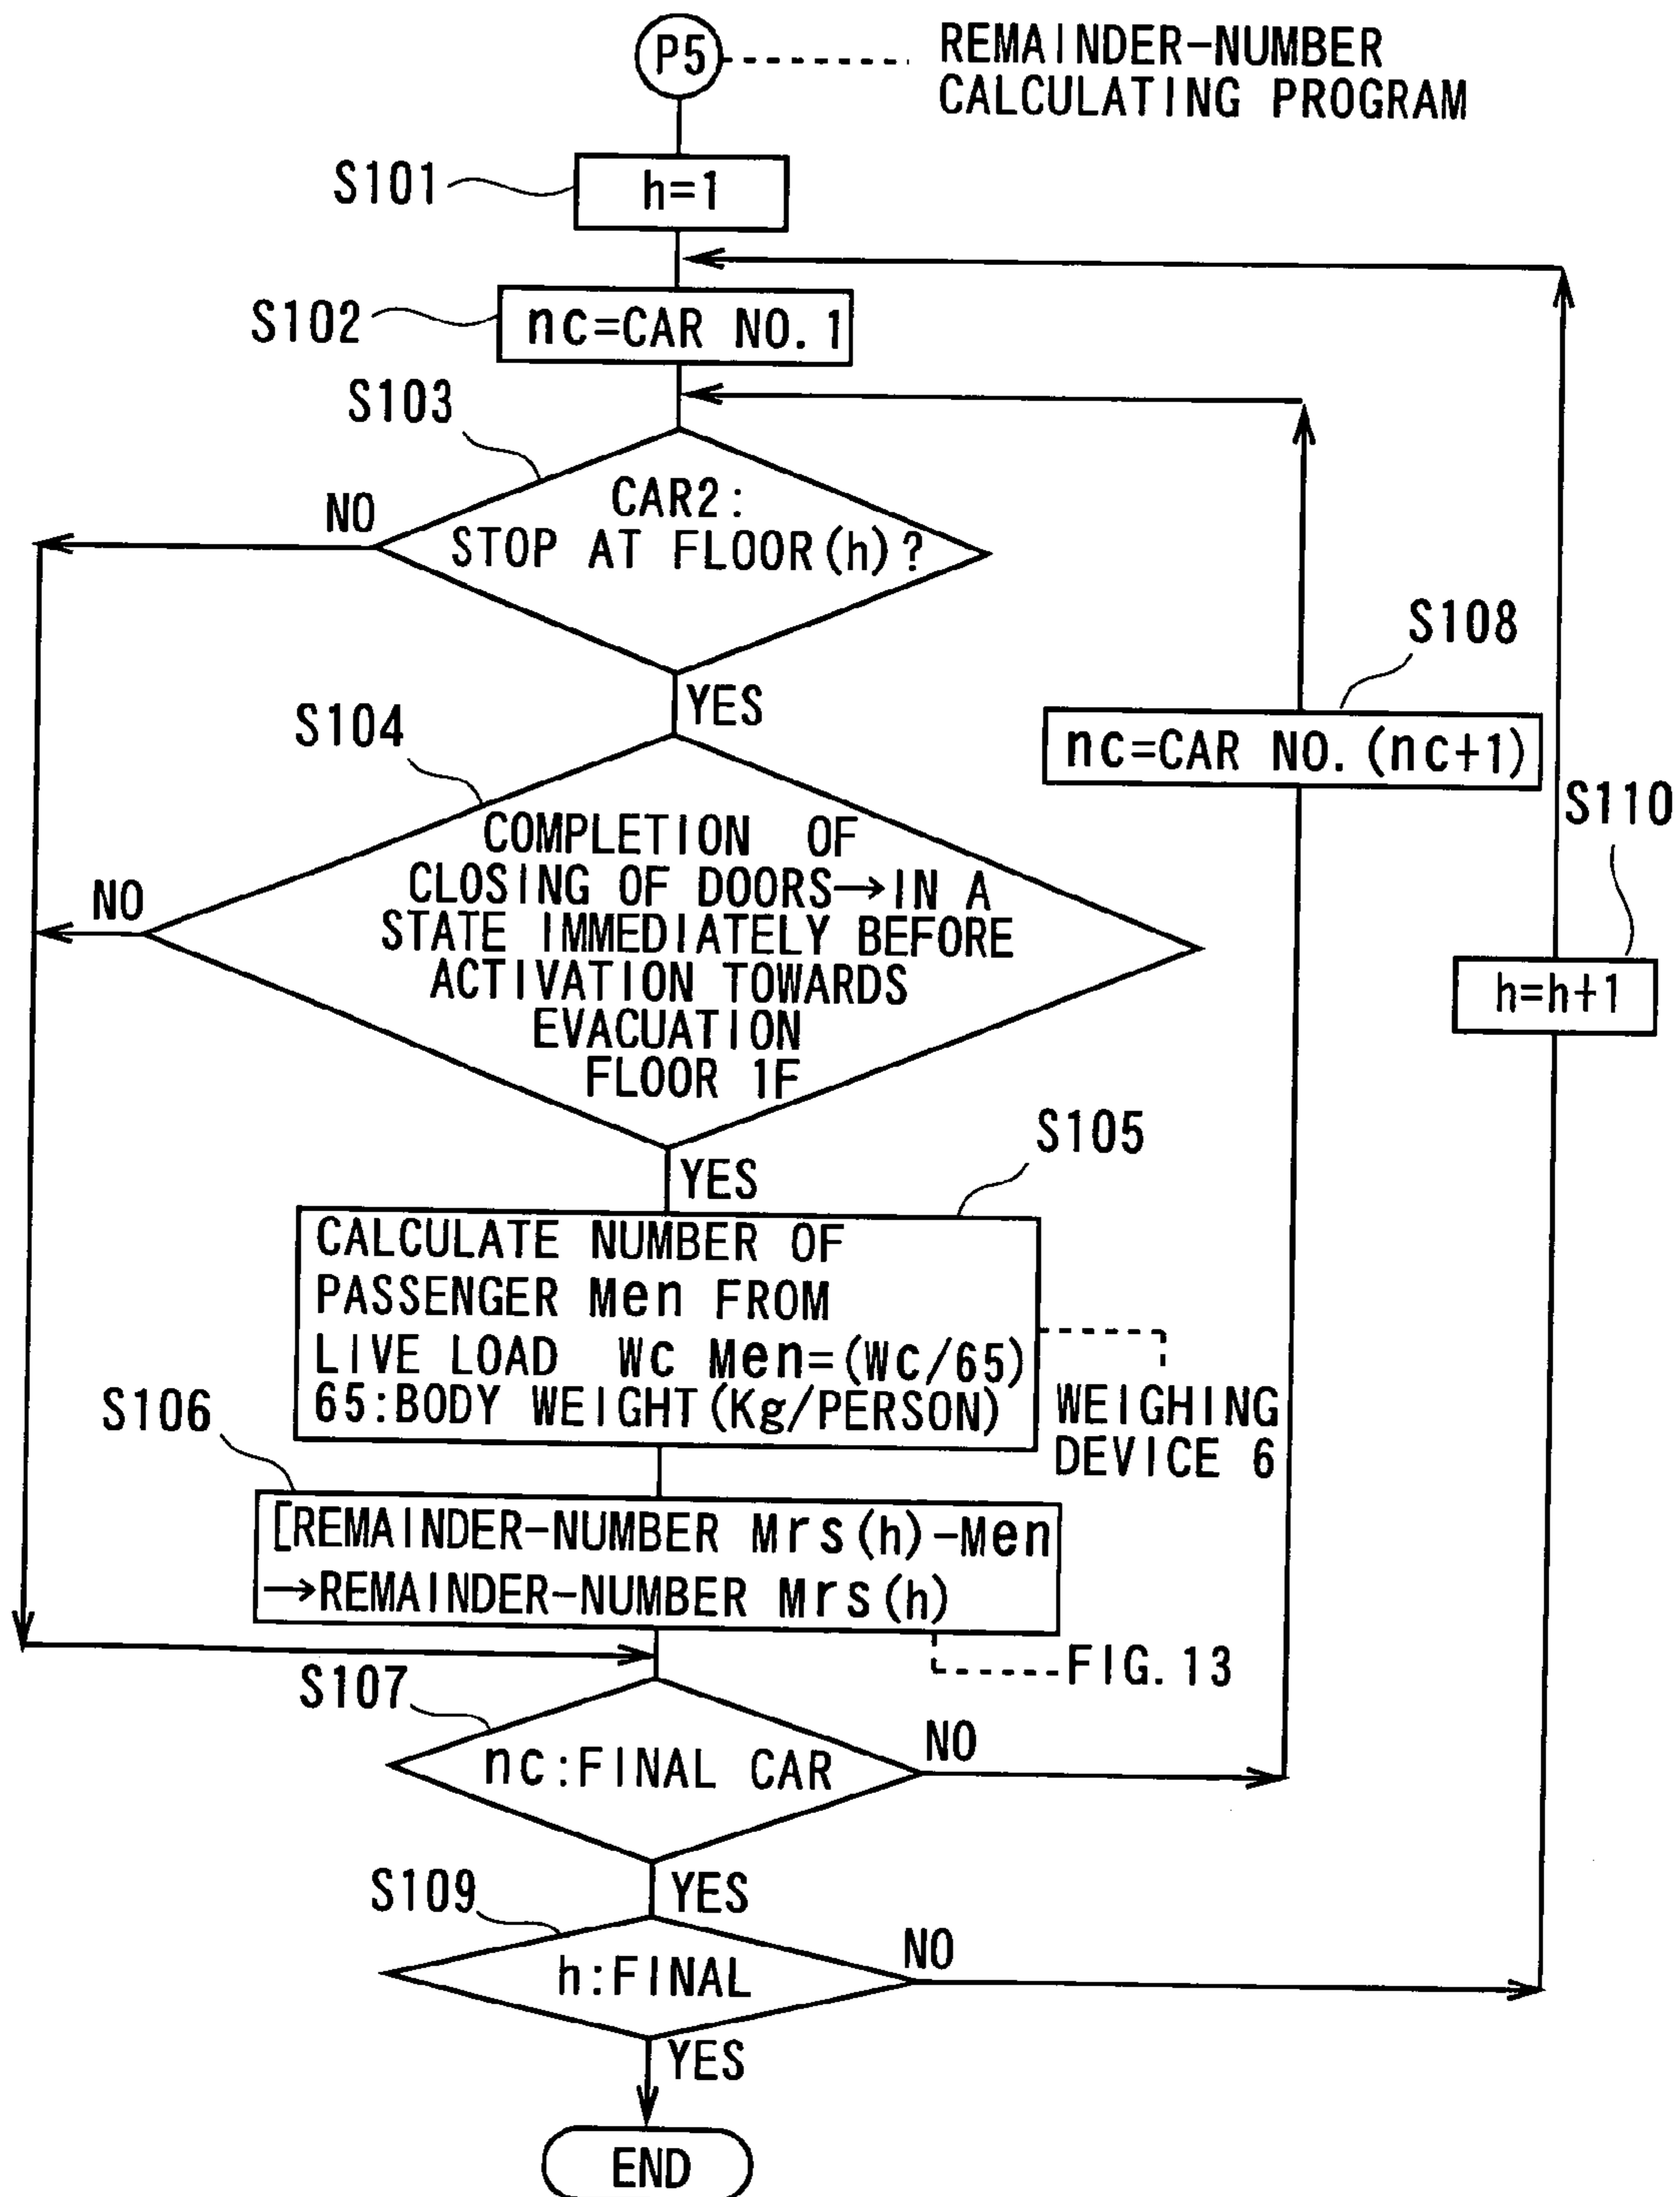 P5
REMAINDER-NUMBER
CALCULATING PROGRAM
S101
h=1
S102
nc=CAR NO.1
S103
CAR2:
STOP AT FLOOR(h)?
NO
YES
S108
nc=CAR NO.(nc+1)
S104
COMPLETION OF
CLOSING OF DOORS→IN A
STATE IMMEDIATELY BEFORE
ACTIVATION TOWARDS
EVACUATION
FLOOR 1F
NO
YES
S110
h=h+1
S105
CALCULATE NUMBER OF
PASSENGER Men FROM
LIVE LOAD Wc Men=(Wc/65)
65:BODY WEIGHT(Kg/PERSON)
WEIGHING
DEVICE 6
S106
[REMAINDER-NUMBER Mrs(h)-Men
→REMAINDER-NUMBER Mrs(h)
FIG.13
S107
nc:FINAL CAR
NO
YES
S109
h:FINAL
NO
YES
END